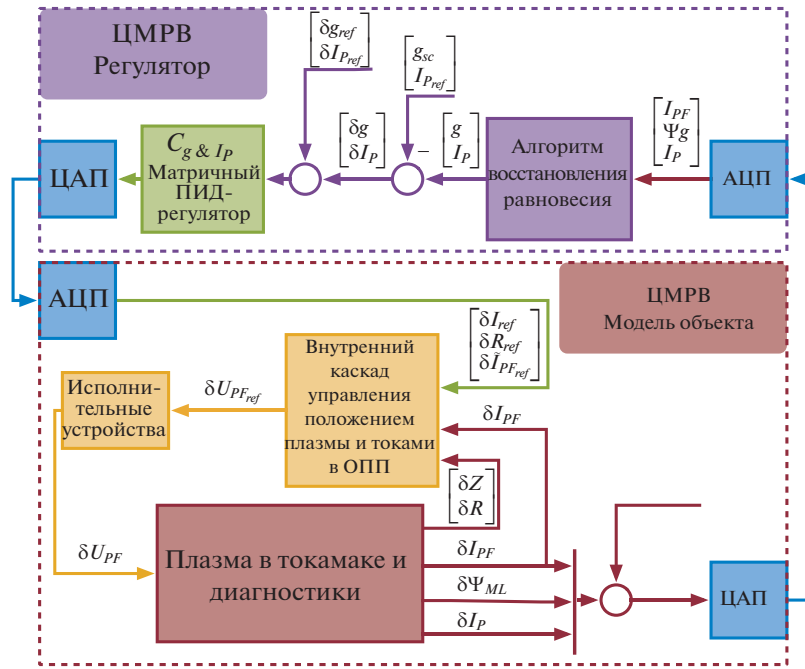 ЦМРВ
Регулятор
δg_ref
δI_P_ref
g_sc
I_P_ref
I_PF
Ψg
I_P
ЦАП
C_g & I_P
Матричный
ПИД-
регулятор
δg
δI_P
−
g
I_P
Алгоритм
восстановления
равновесия
АЦП
АЦП
ЦМРВ
Модель объекта
δI_ref
δR_ref
δĨ_PF_ref
Исполни-
тельные
устройства
δU_PF_ref
Внутренний
каскад
управления
положением
плазмы и токами
в ОПП
δI_PF
δZ
δR
δU_PF
Плазма в токамаке и
диагностики
δI_PF
δΨ_ML
δI_P
ЦАП